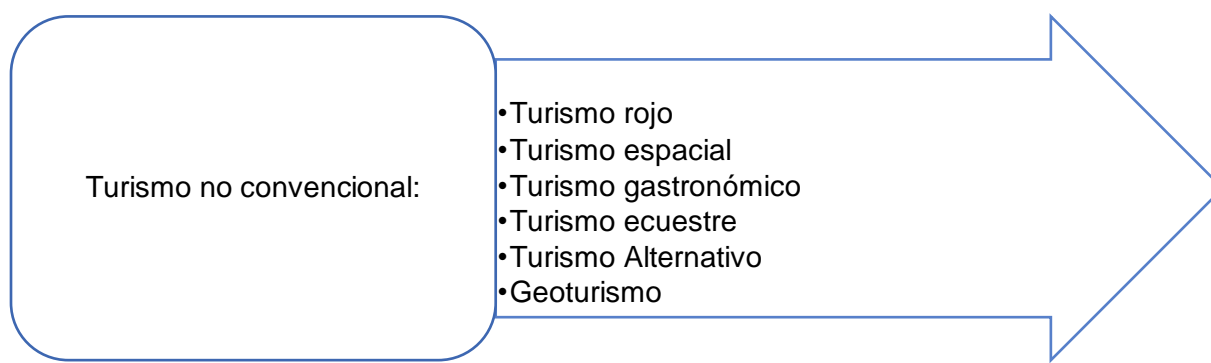 Turismo no convencional:
•Turismo rojo
•Turismo espacial
•Turismo gastronómico
•Turismo ecuestre
•Turismo Alternativo
•Geoturismo